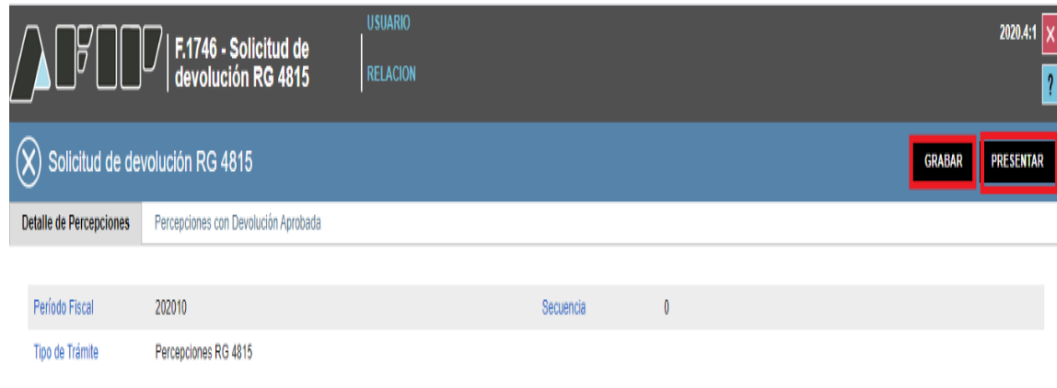 AFIP
F.1746 - Solicitud de
devolución RG 4815
USUARIO
RELACION
2020.4:1
X
?
Solicitud de devolución RG 4815
GRABAR
PRESENTAR
Detalle de Percepciones
Percepciones con Devolución Aprobada
Período Fiscal 202010 Secuencia 0
Tipo de Trámite Percepciones RG 4815